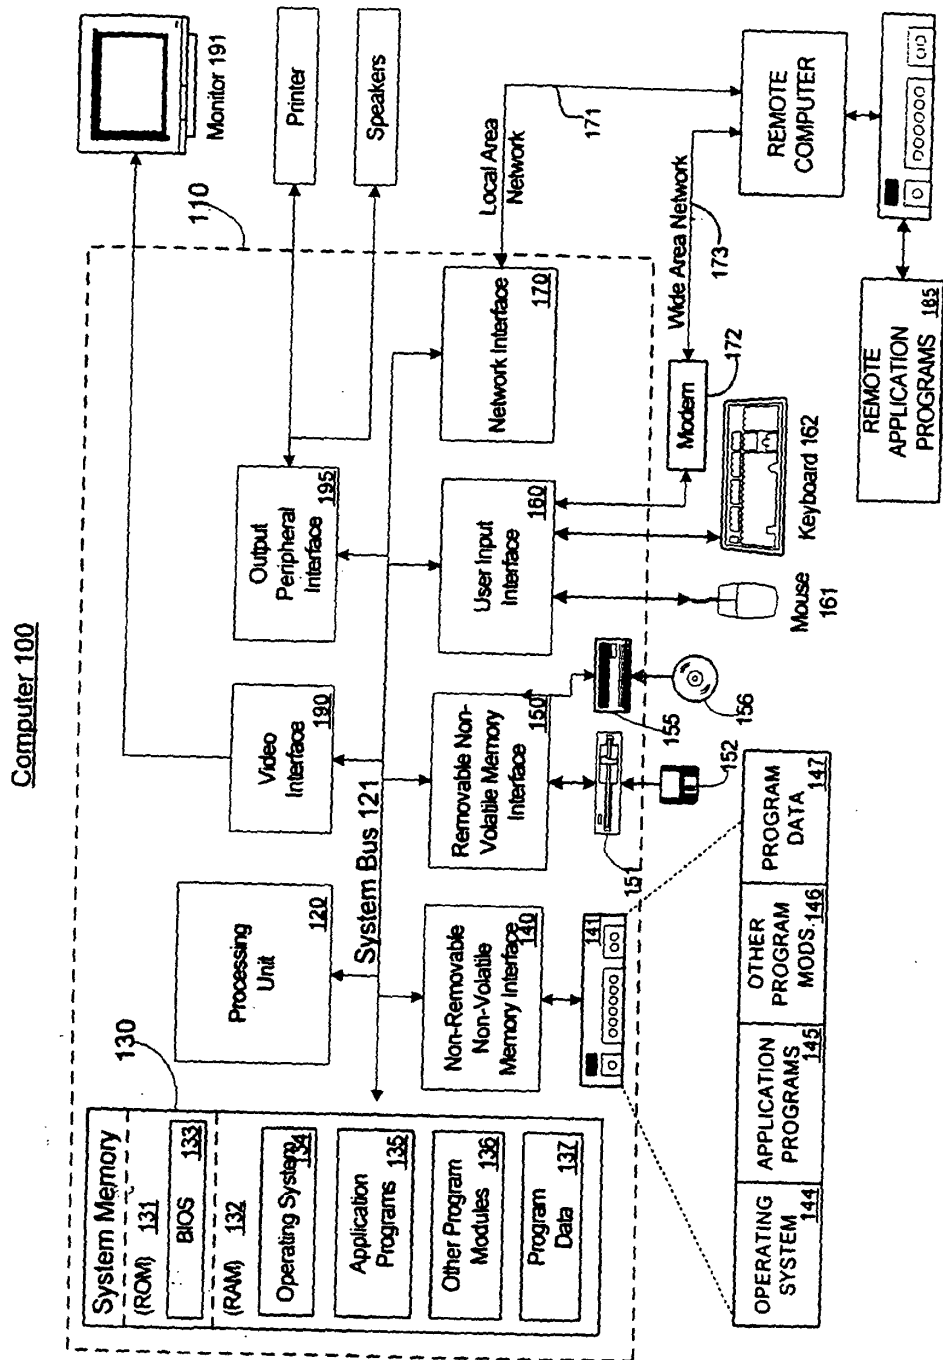 Computer 100
110
130
System Memory
(ROM) 131
BIOS 133
(RAM) 132
Operating System 134
Application
Programs 135
Other Program
Modules 136
Program
Data 137
Processing
Unit 120
Video
Interface 190
Output
Peripheral 195
Interface
Monitor 191
Printer
Speakers
System Bus 121
Non-Removable
Non-Volatile 140
Memory Interface
Removable Non-
Volatile Memory 150
Interface
User Input
Interface 160
Network Interface 170
Local Area
Network
171
141
151
152
155
156
Mouse
161
Keyboard 162
Modem
172
Wide Area Network
173
REMOTE
COMPUTER
REMOTE
APPLICATION
PROGRAMS 165
OPERATING
SYSTEM 144
APPLICATION
PROGRAMS 145
OTHER
PROGRAM
MODS. 146
PROGRAM
DATA 147